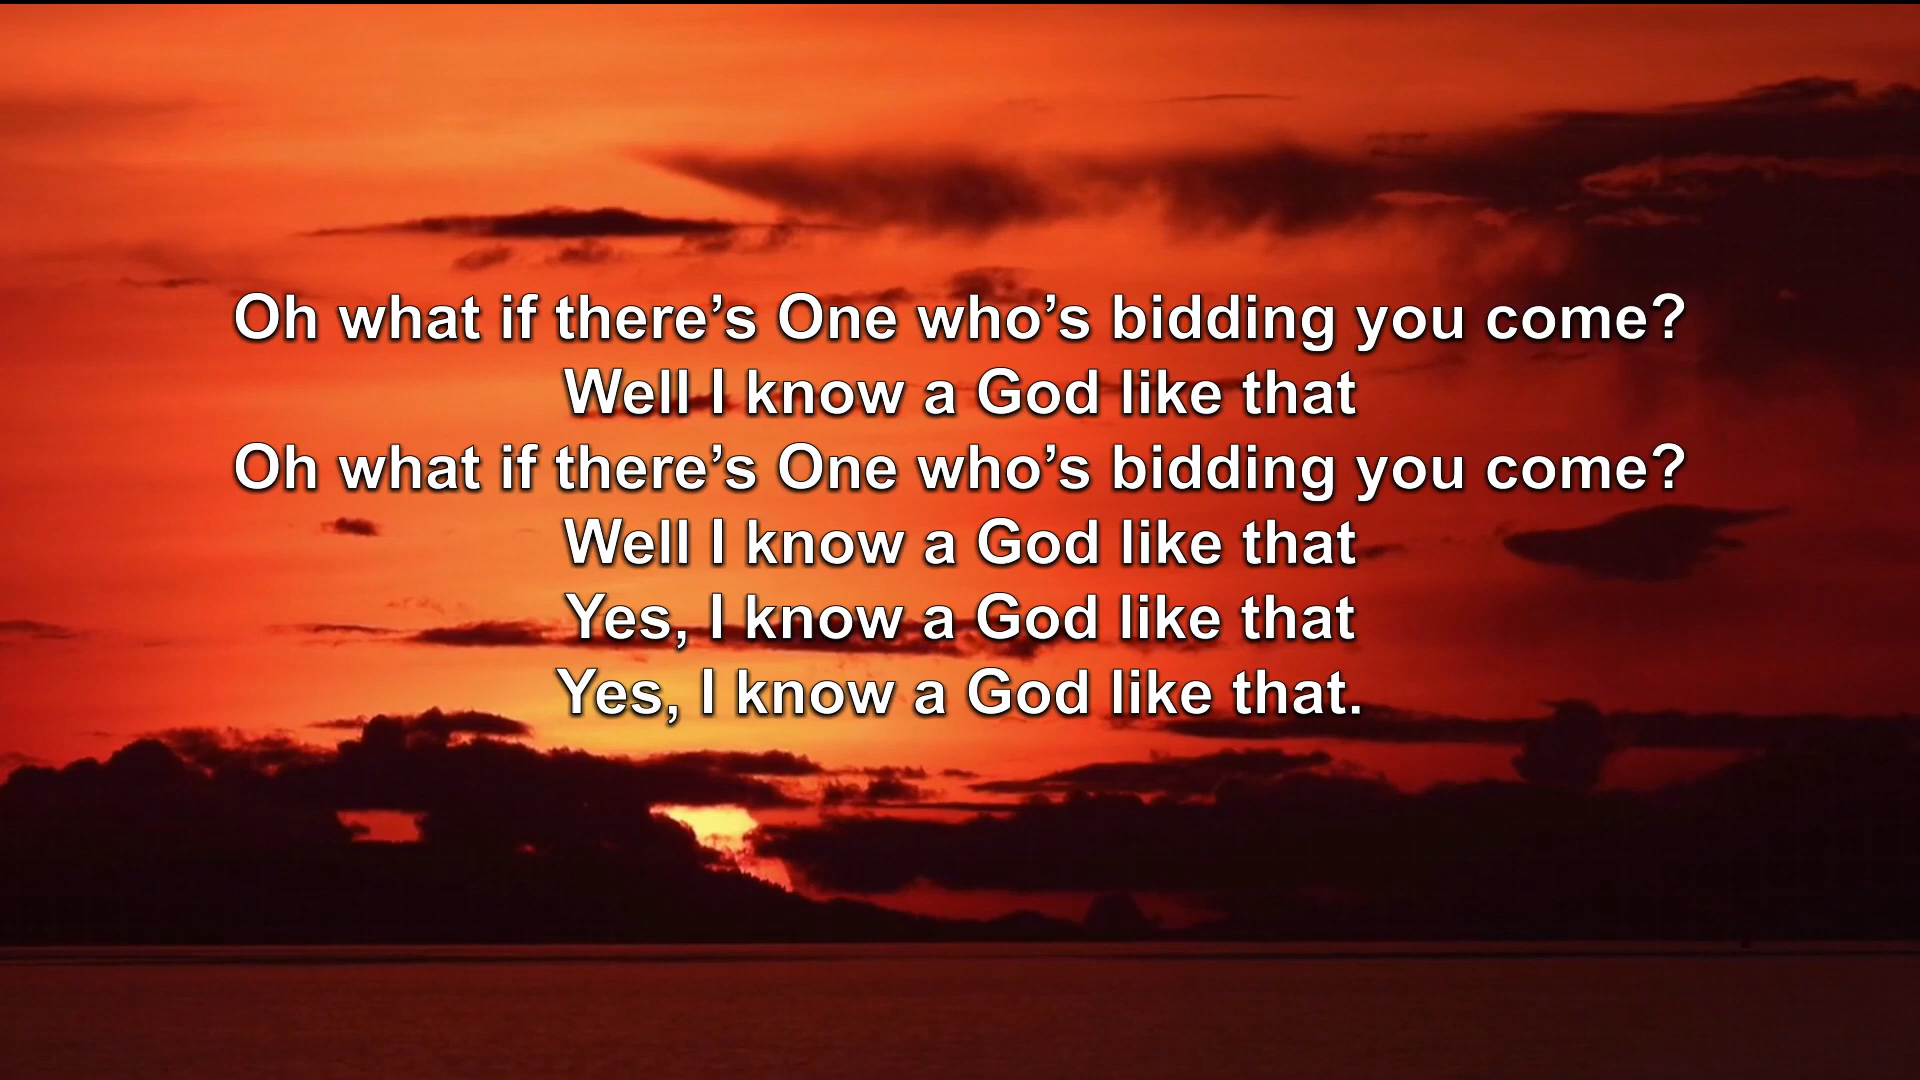 Oh what if there’s One who’s bidding you come?
Well I know a God like that
Oh what if there’s One who’s bidding you come?
Well I know a God like that
Yes, I know a God like that
Yes, I know a God like that.